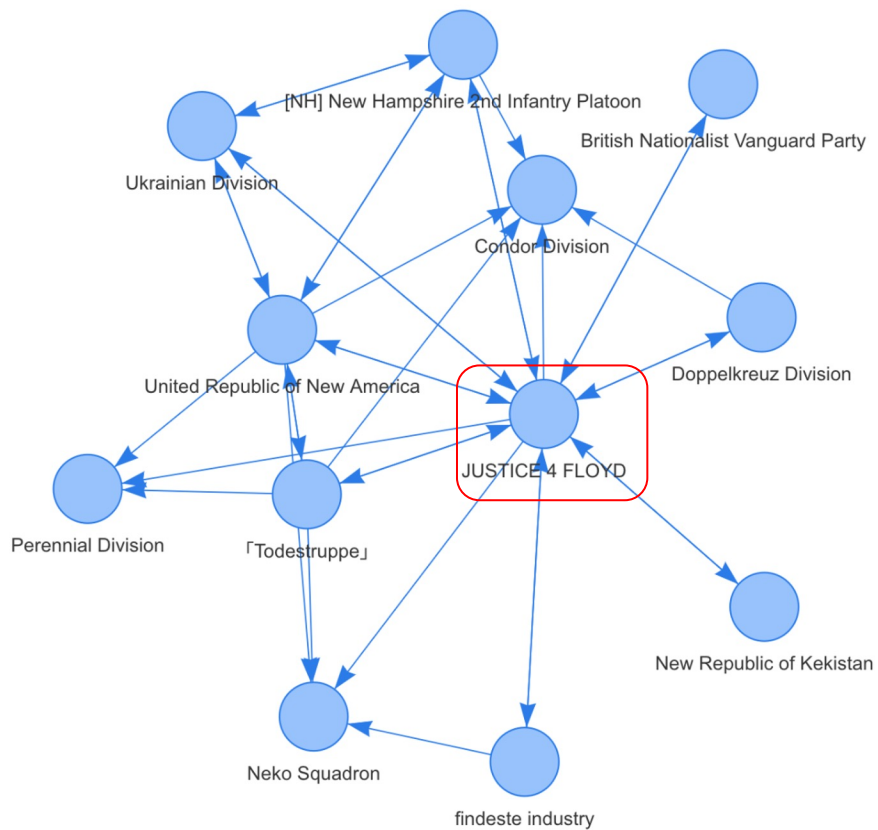 [NH] New Hampshire 2nd Infantry Platoon
British Nationalist Vanguard Party
Ukrainian Division
Condor Division
Doppelkreuz Division
United Republic of New America
JUSTICE 4 FLOYD
Perennial Division
「Todestruppe」
New Republic of Kekistan
Neko Squadron
findeste industry